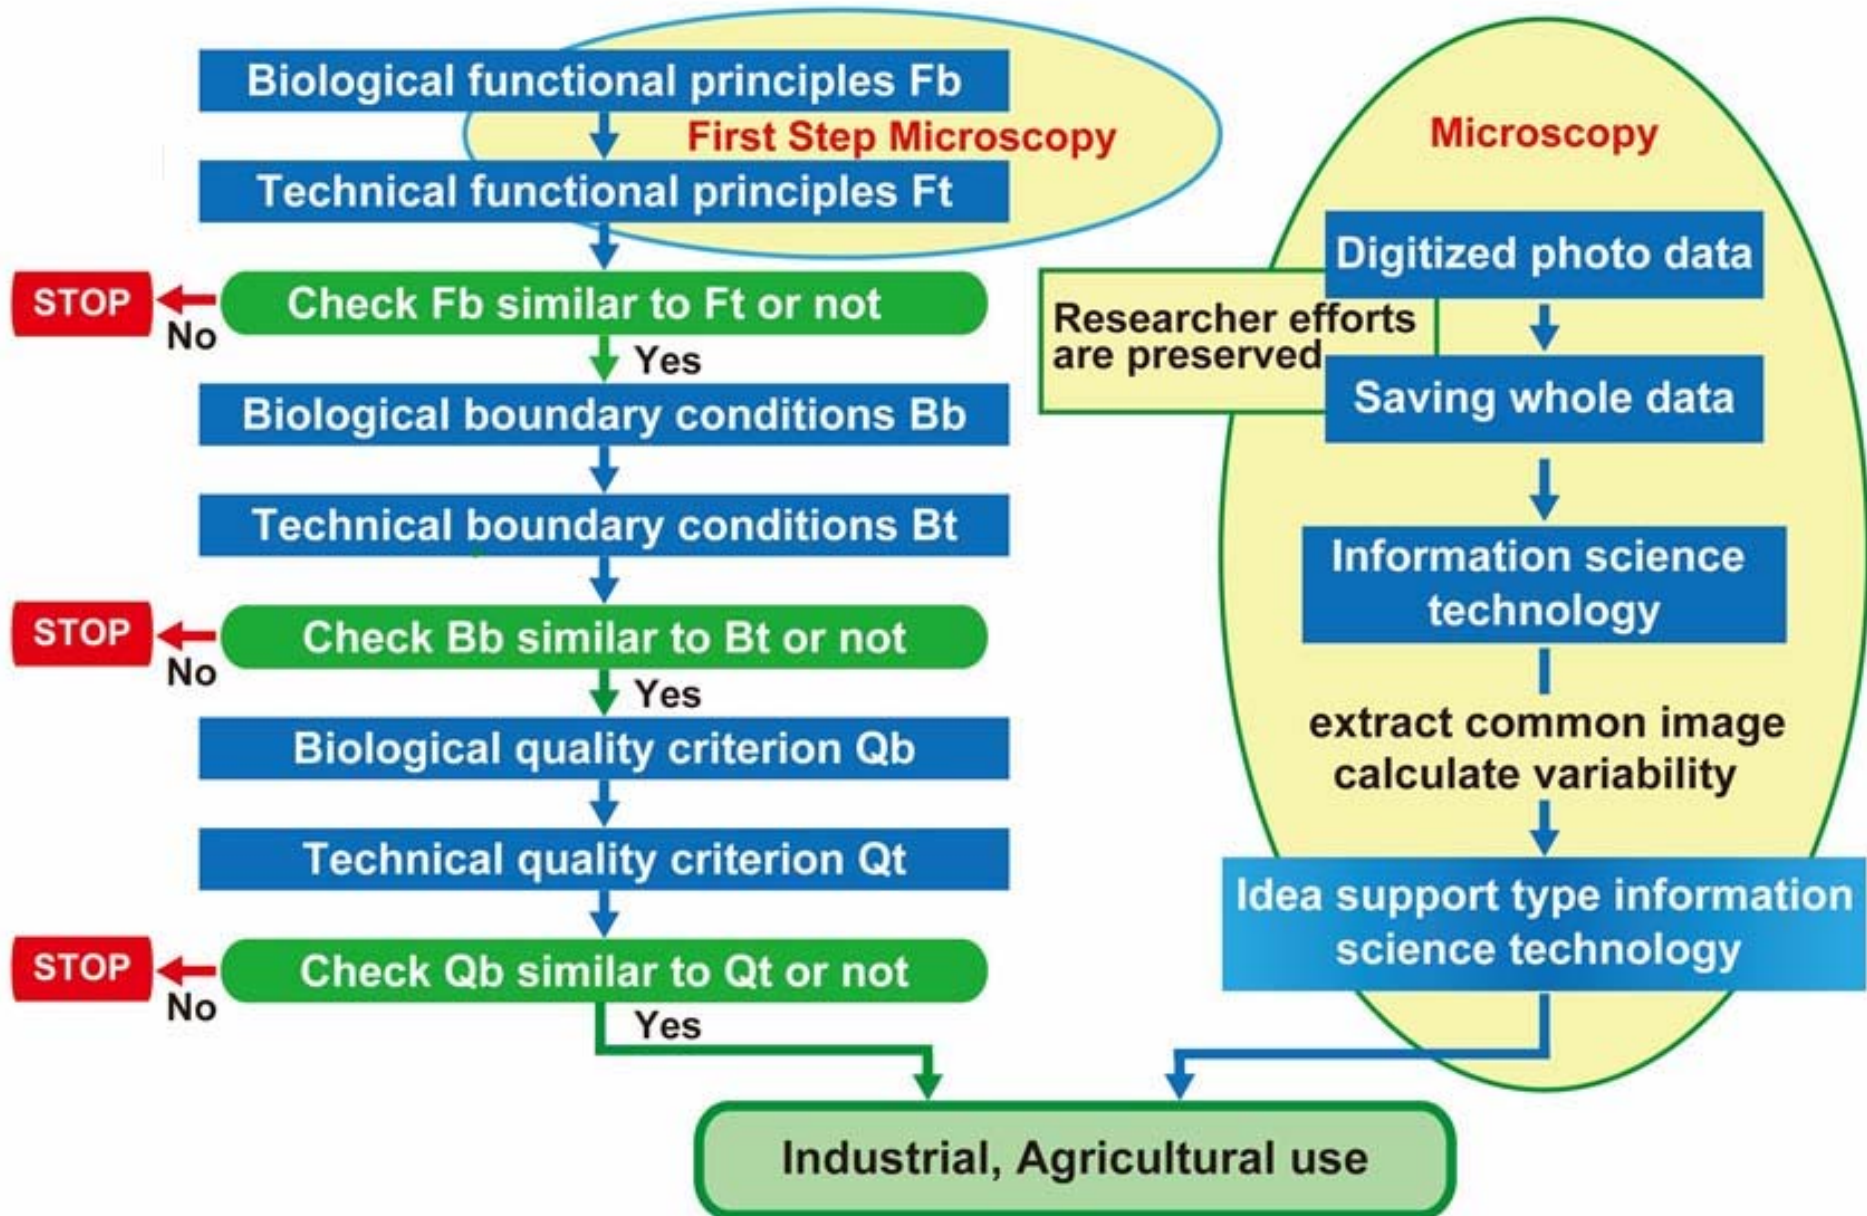 Biological functional principles Fb
First Step Microscopy
Technical functional principles Ft
STOP
No
Check Fb similar to Ft or not
Yes
Biological boundary conditions Bb
Technical boundary conditions Bt
STOP
No
Check Bb similar to Bt or not
Yes
Biological quality criterion Qb
Technical quality criterion Qt
STOP
No
Check Qb similar to Qt or not
Yes
Microscopy
Digitized photo data
Researcher efforts
are preserved
Saving whole data
Information science
technology
extract common image
calculate variability
Idea support type information
science technology
Industrial, Agricultural use